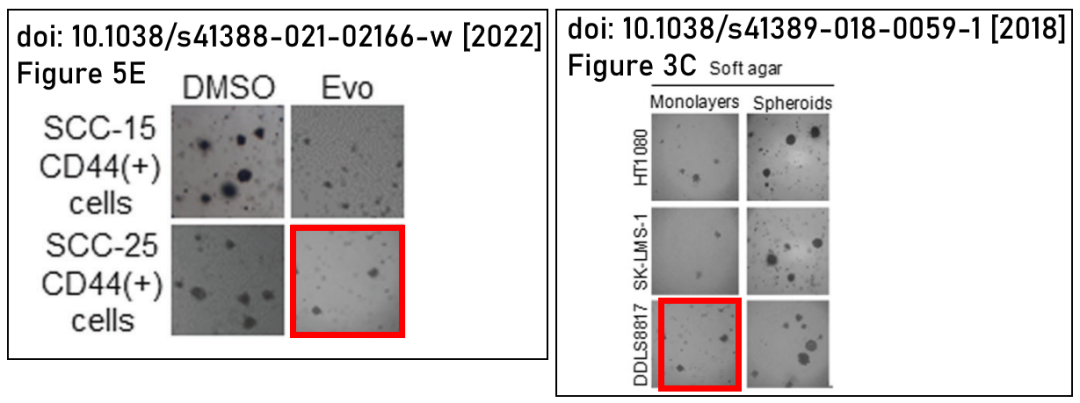 doi: 10.1038/s41388-021-02166-w [2022]
Figure 5E
DMSO Evo
SCC-15
CD44(+)
cells
SCC-25
CD44(+)
cells
doi: 10.1038/s41389-018-0059-1 [2018]
Figure 3C Soft agar
Monolayers Spheroids
HT1080
SK-LMS-1
DDLS8817